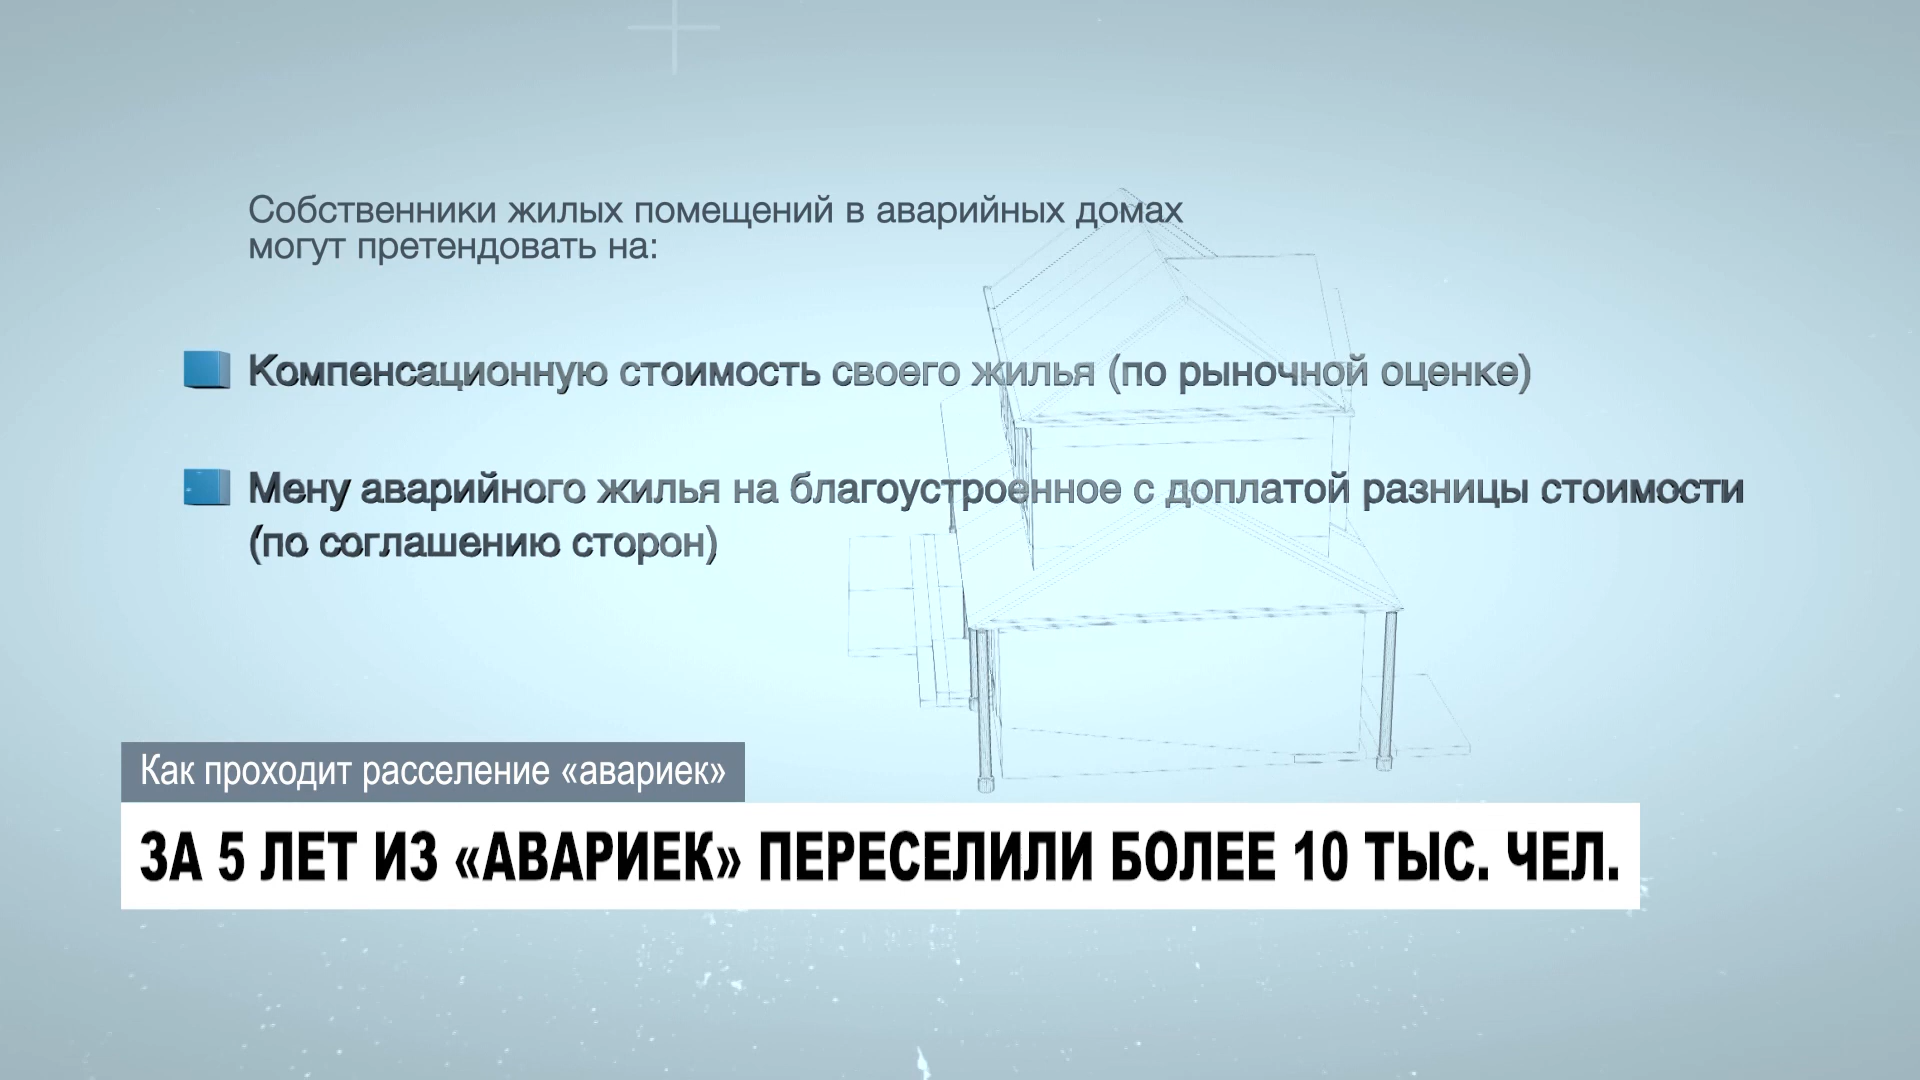 Собственники жилых помещений в аварийных домах
могут претендовать на:
Компенсационную стоимость своего жилья (по рыночной оценке)
Мену аварийного жилья на благоустроенное с доплатой разницы стоимости
(по соглашению сторон)
Как проходит расселение «авариек»
ЗА 5 ЛЕТ ИЗ «АВАРИЕК» ПЕРЕСЕЛИЛИ БОЛЕЕ 10 ТЫС. ЧЕЛ.